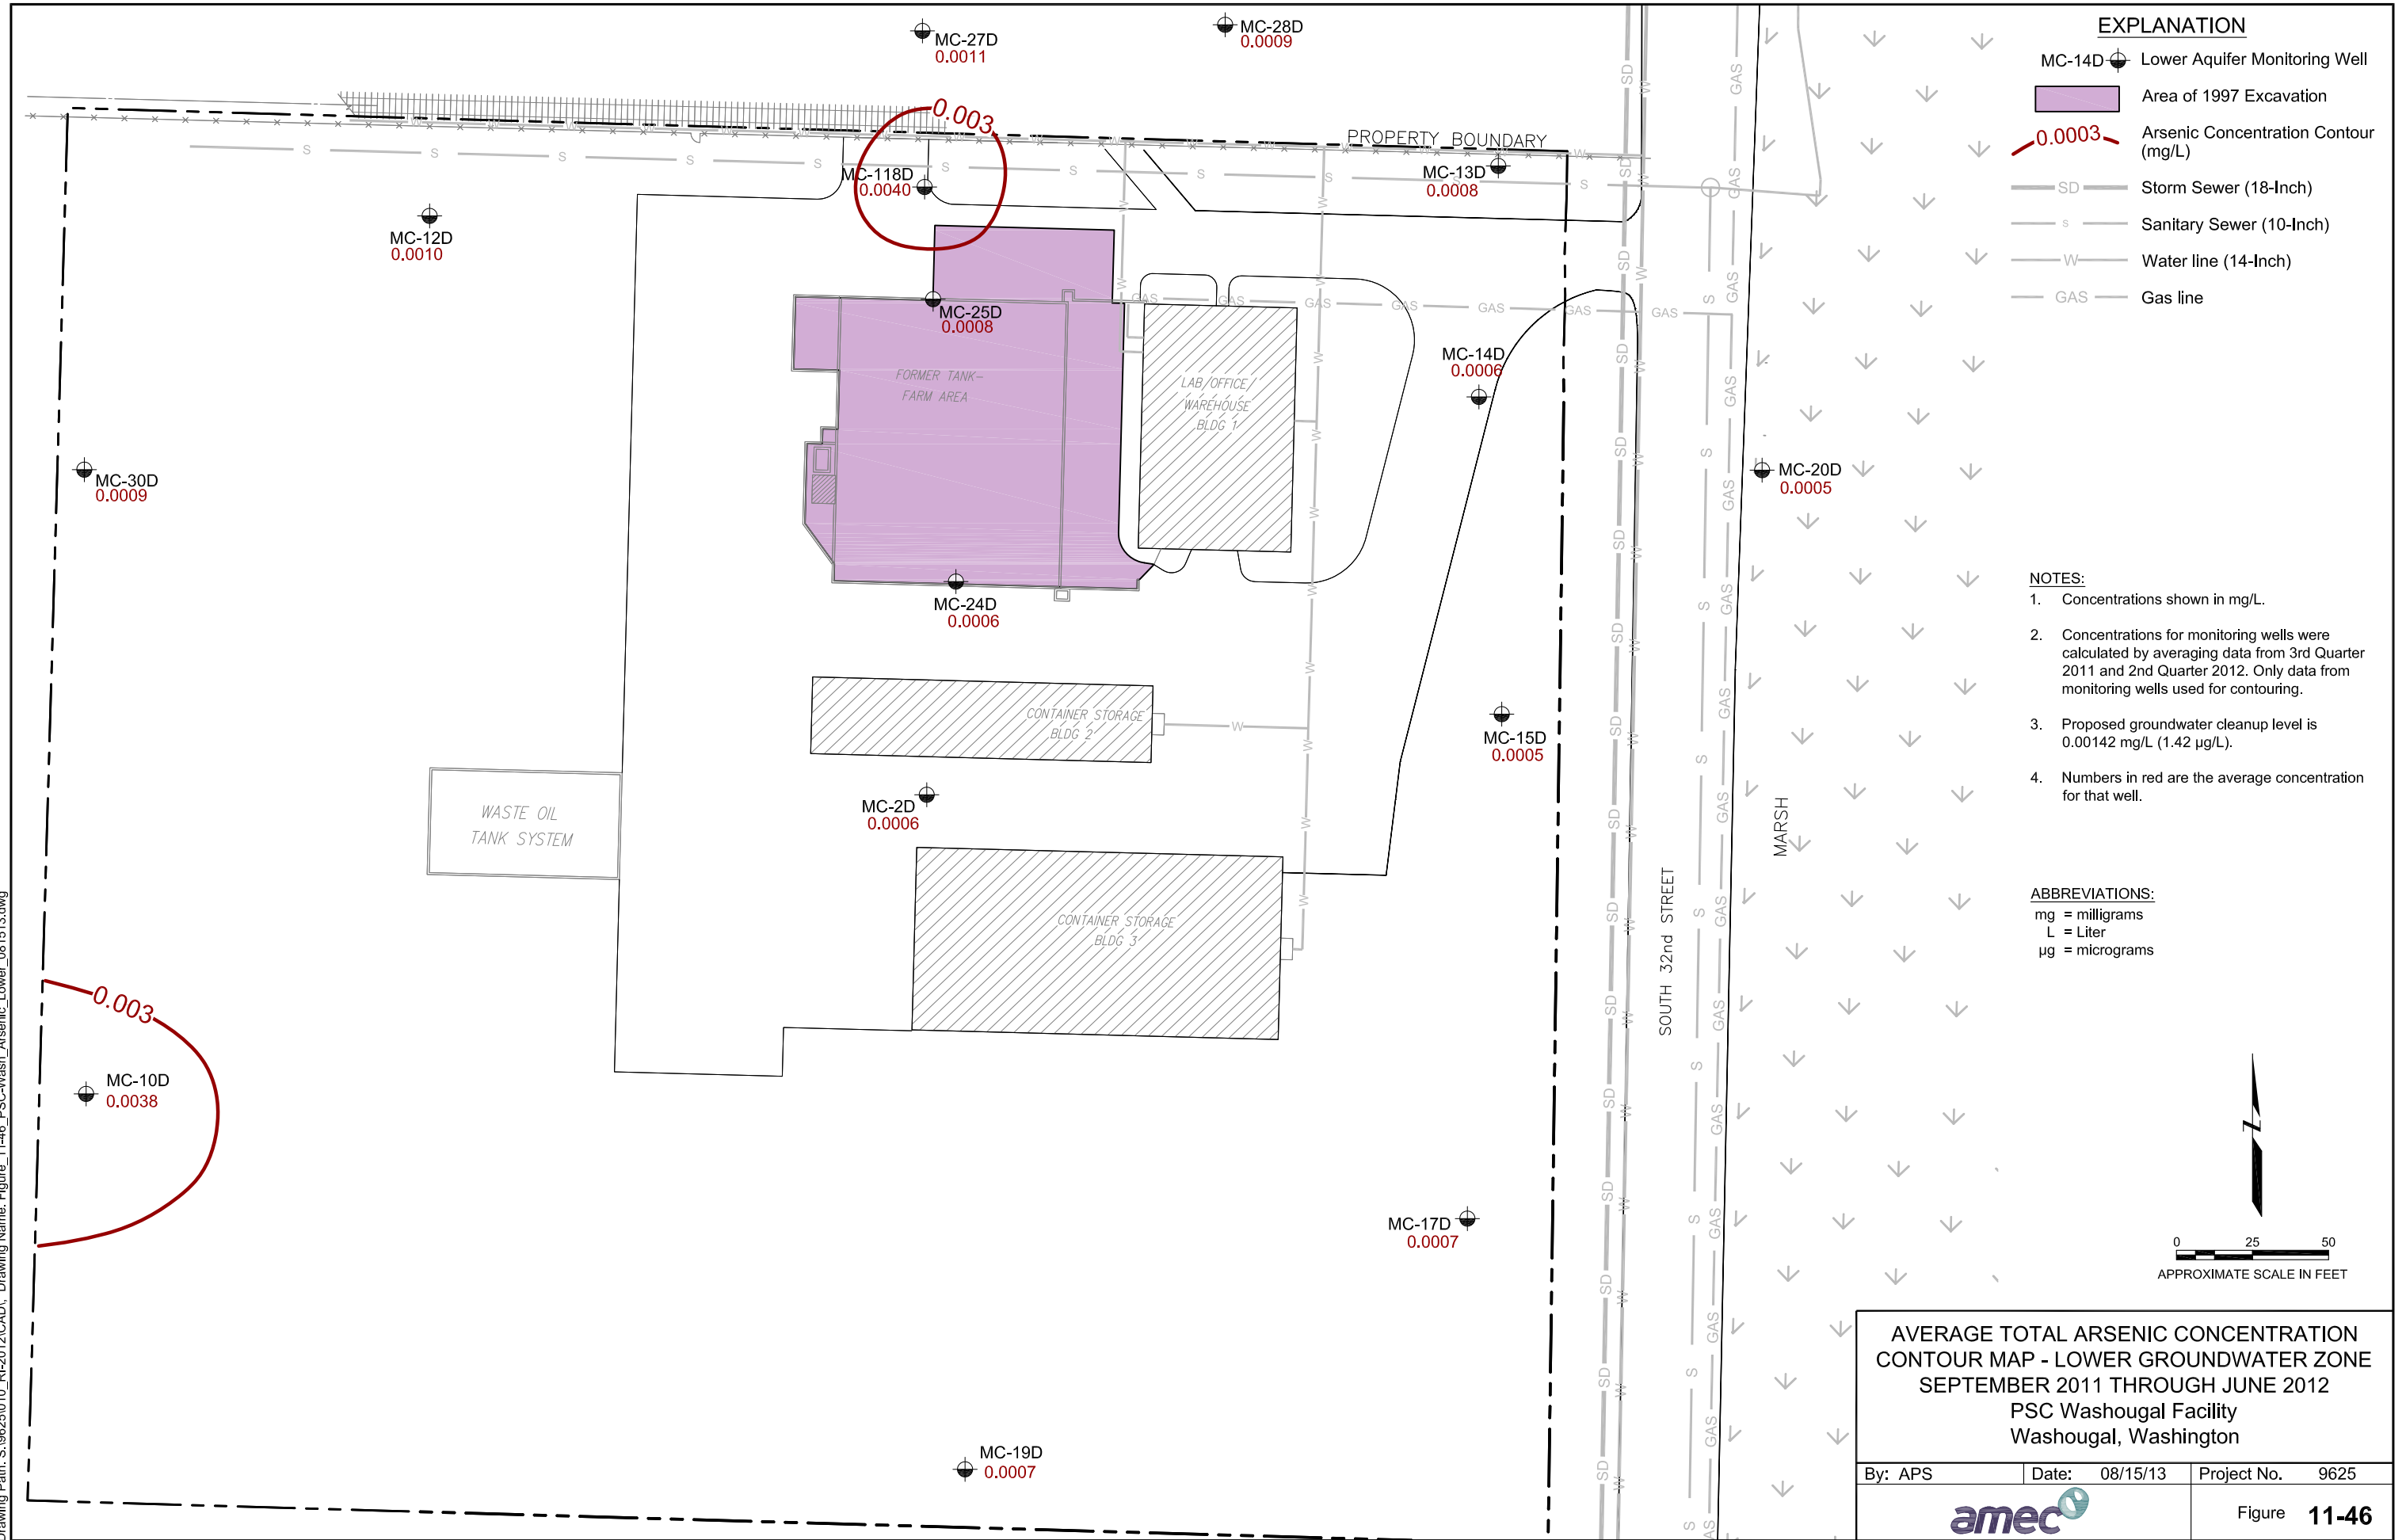 EXPLANATION
MC-14D Lower Aquifer Monitoring Well
Area of 1997 Excavation
0.0003 Arsenic Concentration Contour
(mg/L)
SD Storm Sewer (18-Inch)
S Sanitary Sewer (10-Inch)
W Water line (14-Inch)
GAS Gas line
MC-27D
0.0011
MC-28D
0.0009
0.003
PROPERTY BOUNDARY
MC-118D
0.0040
MC-13D
0.0008
MC-12D
0.0010
MC-25D
0.0008
FORMER TANK-
FARM AREA
LAB/OFFICE/
WAREHOUSE
BLDG 1
MC-14D
0.0006
MC-30D
0.0009
MC-20D
0.0005
MC-24D
0.0006
CONTAINER STORAGE
BLDG 2
MC-15D
0.0005
WASTE OIL
TANK SYSTEM
MC-2D
0.0006
CONTAINER STORAGE
BLDG 3
SOUTH 32nd STREET
MARSH
0.003
MC-10D
0.0038
MC-17D
0.0007
MC-19D
0.0007
NOTES:
1. Concentrations shown in mg/L.
2. Concentrations for monitoring wells were
calculated by averaging data from 3rd Quarter
2011 and 2nd Quarter 2012. Only data from
monitoring wells used for contouring.
3. Proposed groundwater cleanup level is
0.00142 mg/L (1.42 µg/L).
4. Numbers in red are the average concentration
for that well.
ABBREVIATIONS:
mg = milligrams
L = Liter
µg = micrograms
N
0 25 50
APPROXIMATE SCALE IN FEET
AVERAGE TOTAL ARSENIC CONCENTRATION
CONTOUR MAP - LOWER GROUNDWATER ZONE
SEPTEMBER 2011 THROUGH JUNE 2012
PSC Washougal Facility
Washougal, Washington
By: APS Date: 08/15/13 Project No. 9625
amec Figure 11-46